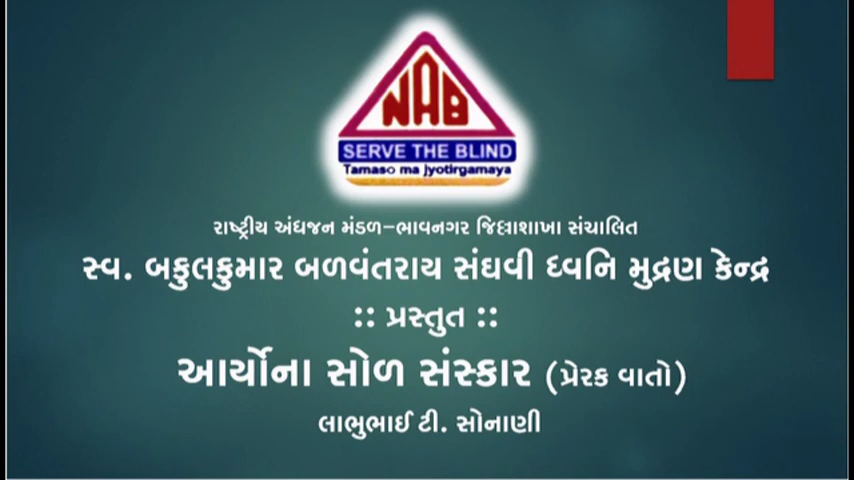 NAB
SERVE THE BLIND
Tamaso ma jyotirgamaya
રાષ્ટ્રીય અંધજન મંડળ-ભાવનગર જિલ્લાશાખા સંચાલિત
સ્વ. બકુલકુમાર બળવંતરાય સંઘવી ધ્વનિ મુદ્રણ કેન્દ્ર
:: પ્રસ્તુત ::
આર્યોના સોળ સંસ્કાર (પ્રેરક વાતો)
લાભુભાઈ ટી. સોનાણી